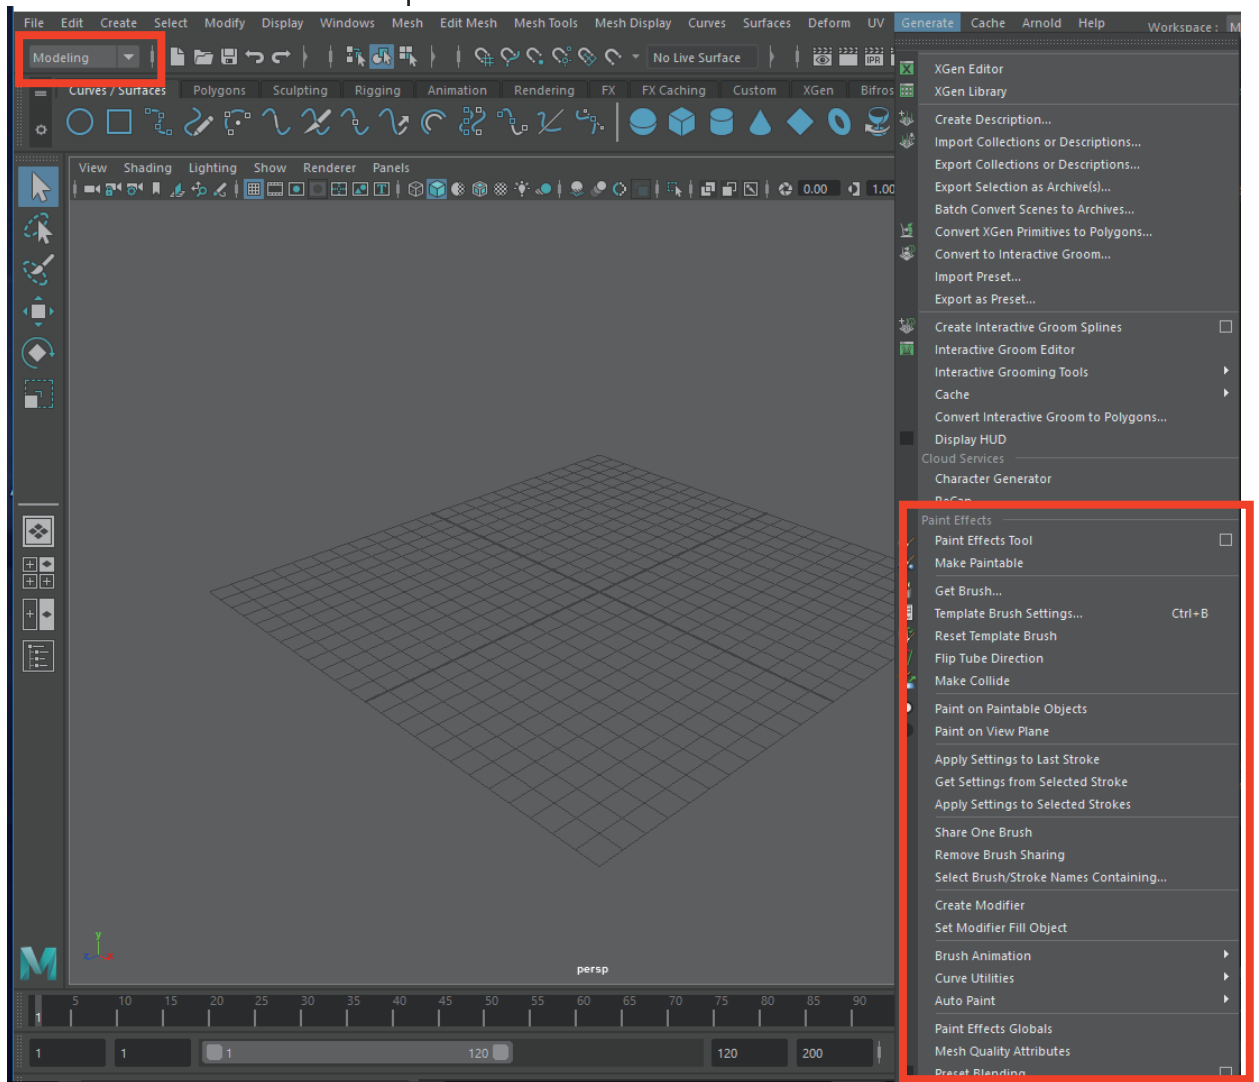 File Edit Create Select Modify Display Windows Mesh Edit Mesh Mesh Tools Mesh Display Curves Surfaces Deform UV Generate Cache Arnold Help Workspace: M
Modeling No Live Surface IPR
Curves / Surfaces Polygons Sculpting Rigging Animation Rendering FX FX Caching Custom XGen Bifros
View Shading Lighting Show Renderer Panels
0.00 1.00
XGen Editor
XGen Library
Create Description...
Import Collections or Descriptions...
Export Collections or Descriptions...
Export Selection as Archive(s)...
Batch Convert Scenes to Archives...
Convert XGen Primitives to Polygons...
Convert to Interactive Groom...
Import Preset...
Export as Preset...
Create Interactive Groom Splines
Interactive Groom Editor
Interactive Grooming Tools
Cache
Convert Interactive Groom to Polygons...
Display HUD
Cloud Services
Character Generator
ReCap
Paint Effects
Paint Effects Tool
Make Paintable
Get Brush...
Template Brush Settings... Ctrl+B
Reset Template Brush
Flip Tube Direction
Make Collide
Paint on Paintable Objects
Paint on View Plane
Apply Settings to Last Stroke
Get Settings from Selected Stroke
Apply Settings to Selected Strokes
Share One Brush
Remove Brush Sharing
Select Brush/Stroke Names Containing...
Create Modifier
Set Modifier Fill Object
Brush Animation
Curve Utilities
Auto Paint
Paint Effects Globals
Mesh Quality Attributes
Preset Blending
y
z x
persp
5 10 15 20 25 30 35 40 45 50 55 60 65 70 75 80 85 90
1
1 1 1 120 120 200